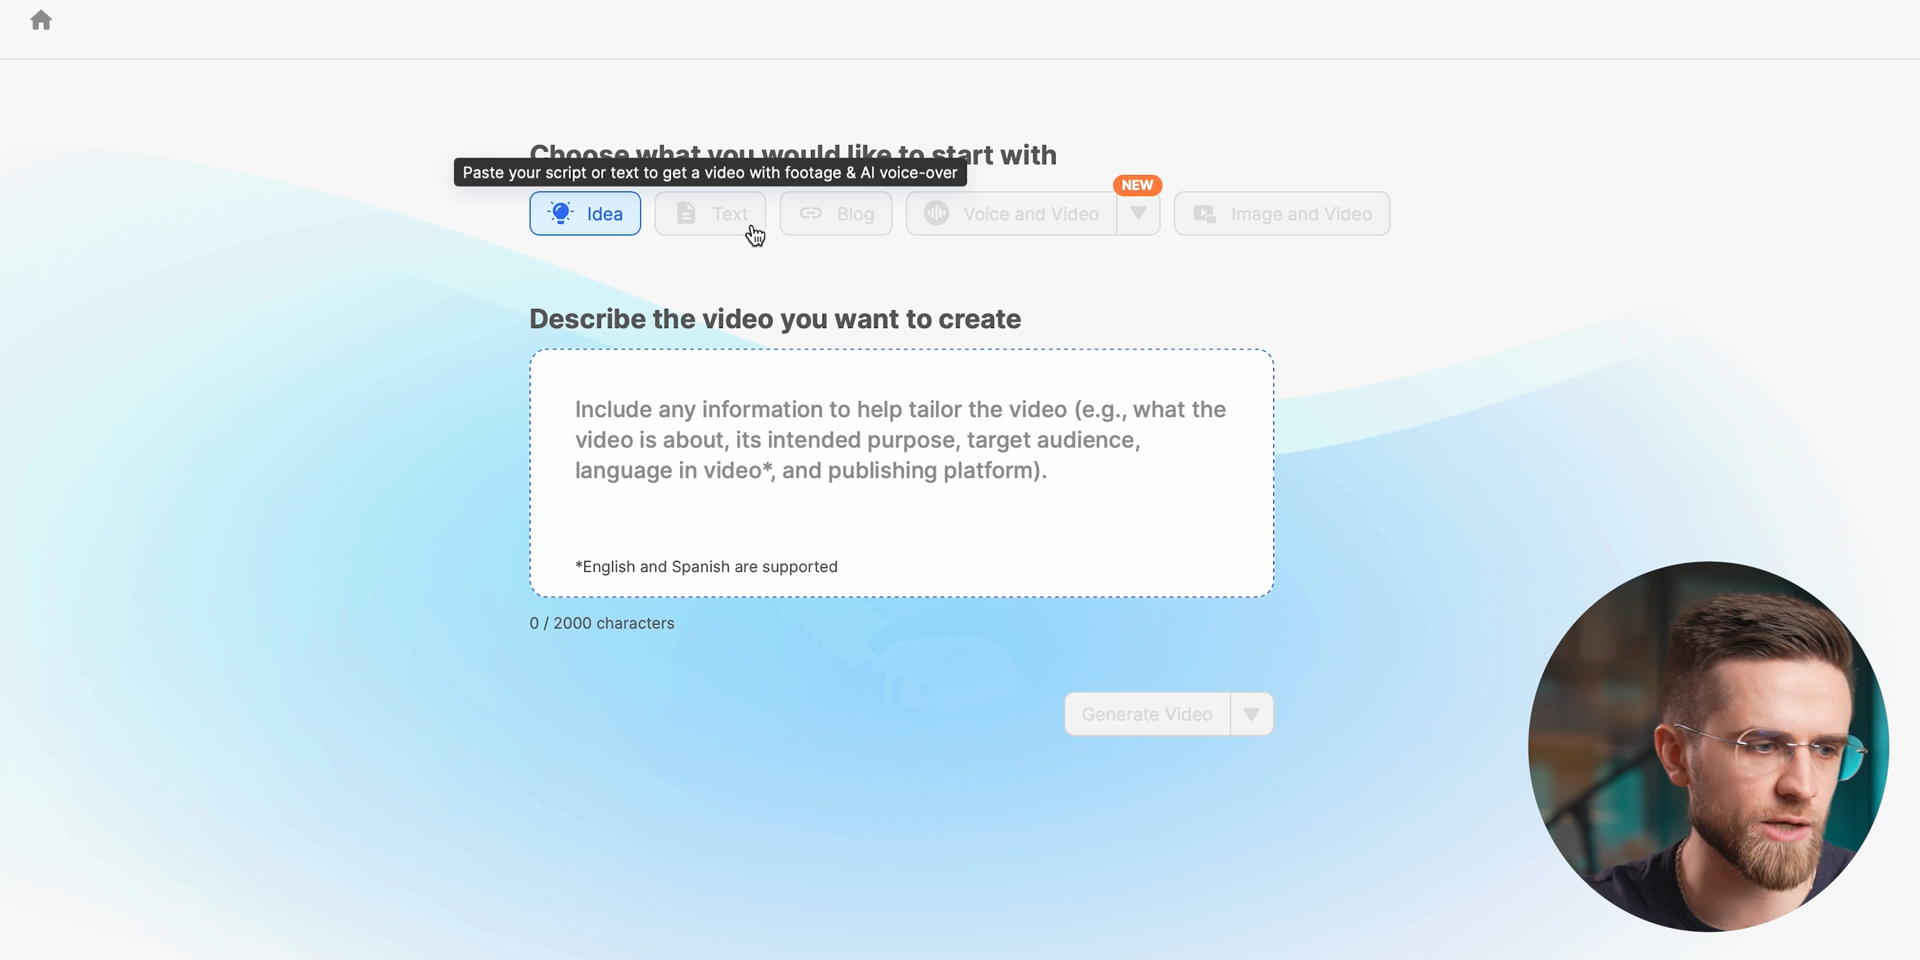 Choose what you would like to start with
Paste your script or text to get a video with footage & AI voice-over
NEW
Idea
Text
Blog
Voice and Video
Image and Video
Describe the video you want to create
Include any information to help tailor the video (e.g., what the
video is about, its intended purpose, target audience,
language in video*, and publishing platform).
*English and Spanish are supported
0 / 2000 characters
Generate Video